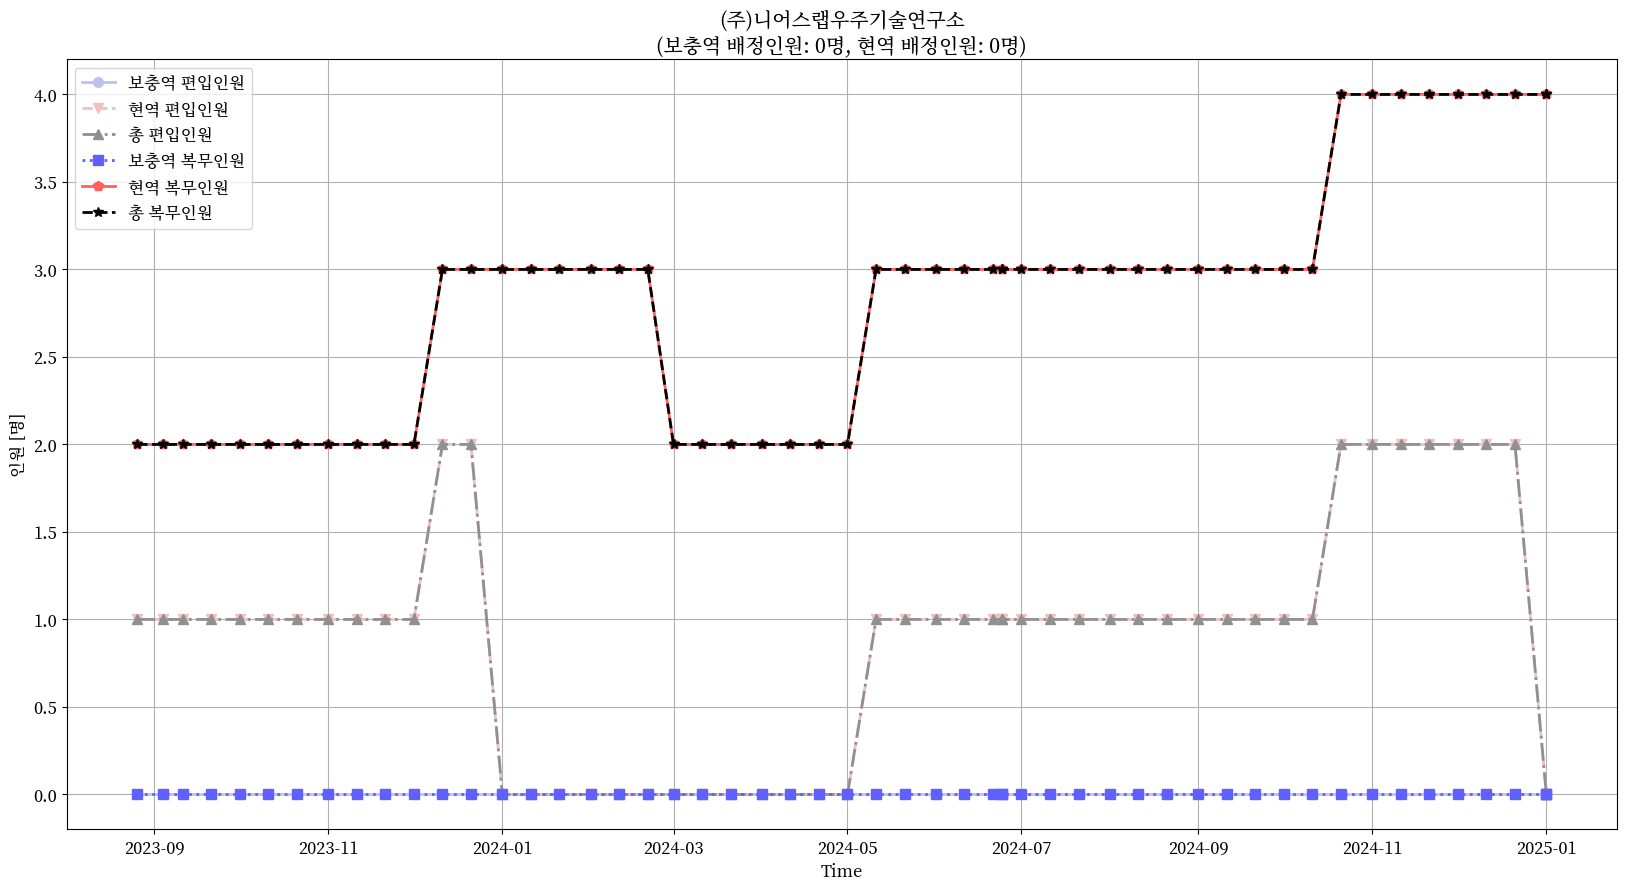 (주)니어스랩우주기술연구소
(보충역 배정인원: 0명, 현역 배정인원: 0명)
보충역 편입인원
현역 편입인원
총 편입인원
보충역 복무인원
현역 복무인원
총 복무인원
4.0
3.5
3.0
2.5
2.0
1.5
1.0
0.5
0.0
인원 [명]
2023-09
2023-11
2024-01
2024-03
2024-05
2024-07
2024-09
2024-11
2025-01
Time